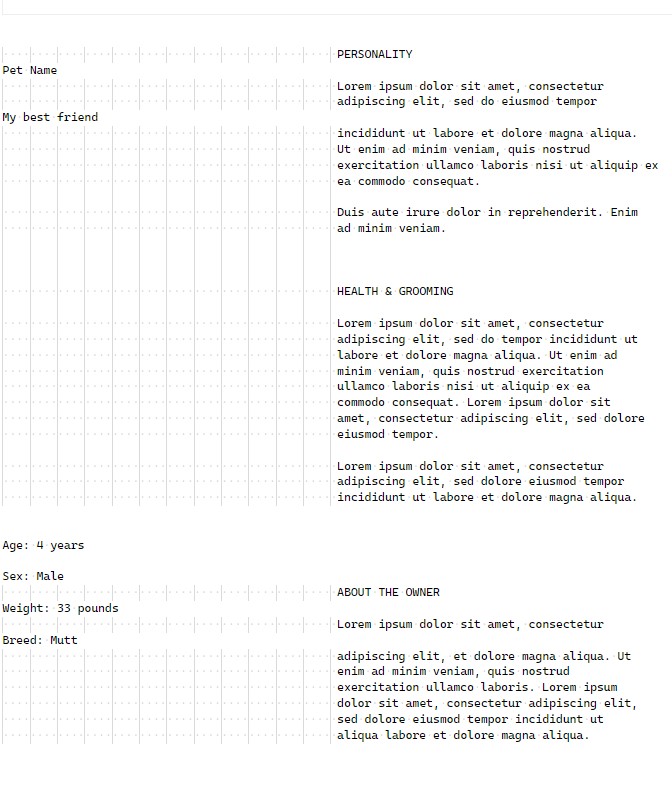 PERSONALITY
Pet Name
Lorem ipsum dolor sit amet, consectetur
adipiscing elit, sed do eiusmod tempor
My best friend
incididunt ut labore et dolore magna aliqua.
Ut enim ad minim veniam, quis nostrud
exercitation ullamco laboris nisi ut aliquip ex
ea commodo consequat.
Duis aute irure dolor in reprehenderit. Enim
ad minim veniam.
HEALTH & GROOMING
Lorem ipsum dolor sit amet, consectetur
adipiscing elit, sed do tempor incididunt ut
labore et dolore magna aliqua. Ut enim ad
minim veniam, quis nostrud exercitation
ullamco laboris nisi ut aliquip ex ea
commodo consequat. Lorem ipsum dolor sit
amet, consectetur adipiscing elit, sed dolore
eiusmod tempor.
Lorem ipsum dolor sit amet, consectetur
adipiscing elit, sed dolore eiusmod tempor
incididunt ut labore et dolore magna aliqua.
Age: 4 years
Sex: Male
ABOUT THE OWNER
Weight: 33 pounds
Lorem ipsum dolor sit amet, consectetur
Breed: Mutt
adipiscing elit, et dolore magna aliqua. Ut
enim ad minim veniam, quis nostrud
exercitation ullamco laboris. Lorem ipsum
dolor sit amet, consectetur adipiscing elit,
sed dolore eiusmod tempor incididunt ut
aliqua labore et dolore magna aliqua.